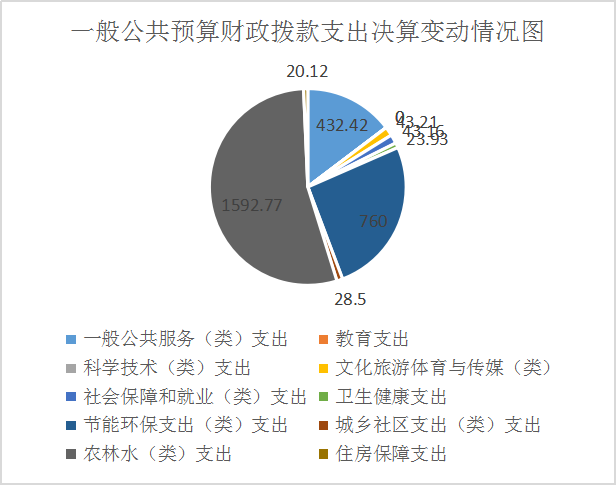 一般公共预算财政拨款支出决算变动情况图
20.12
432.42
0
43.21
43.16
23.93
1592.77
760
28.5
一般公共服务（类）支出
教育支出
科学技术（类）支出
文化旅游体育与传媒（类）
社会保障和就业（类）支出
卫生健康支出
节能环保支出（类）支出
城乡社区支出（类）支出
农林水（类）支出
住房保障支出